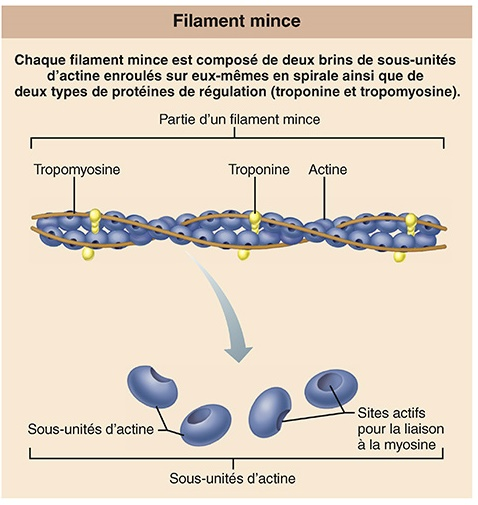 Filament mince
Chaque filament mince est composé de deux brins de sous-unités
d'actine enroulés sur eux-mêmes en spirale ainsi que de
deux types de protéines de régulation (troponine et tropomyosine).
Partie d'un filament mince
Tropomyosine
Troponine
Actine
Sous-unités d'actine
Sites actifs
pour la liaison
à la myosine
Sous-unités d'actine